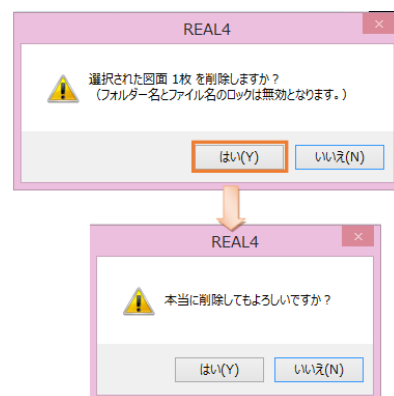 REAL4
選択された図面 1枚 を削除しますか？
（フォルダー名とファイル名のロックは無効となります。）
はい(Y) いいえ(N)
REAL4
本当に削除してもよろしいですか？
はい(Y) いいえ(N)